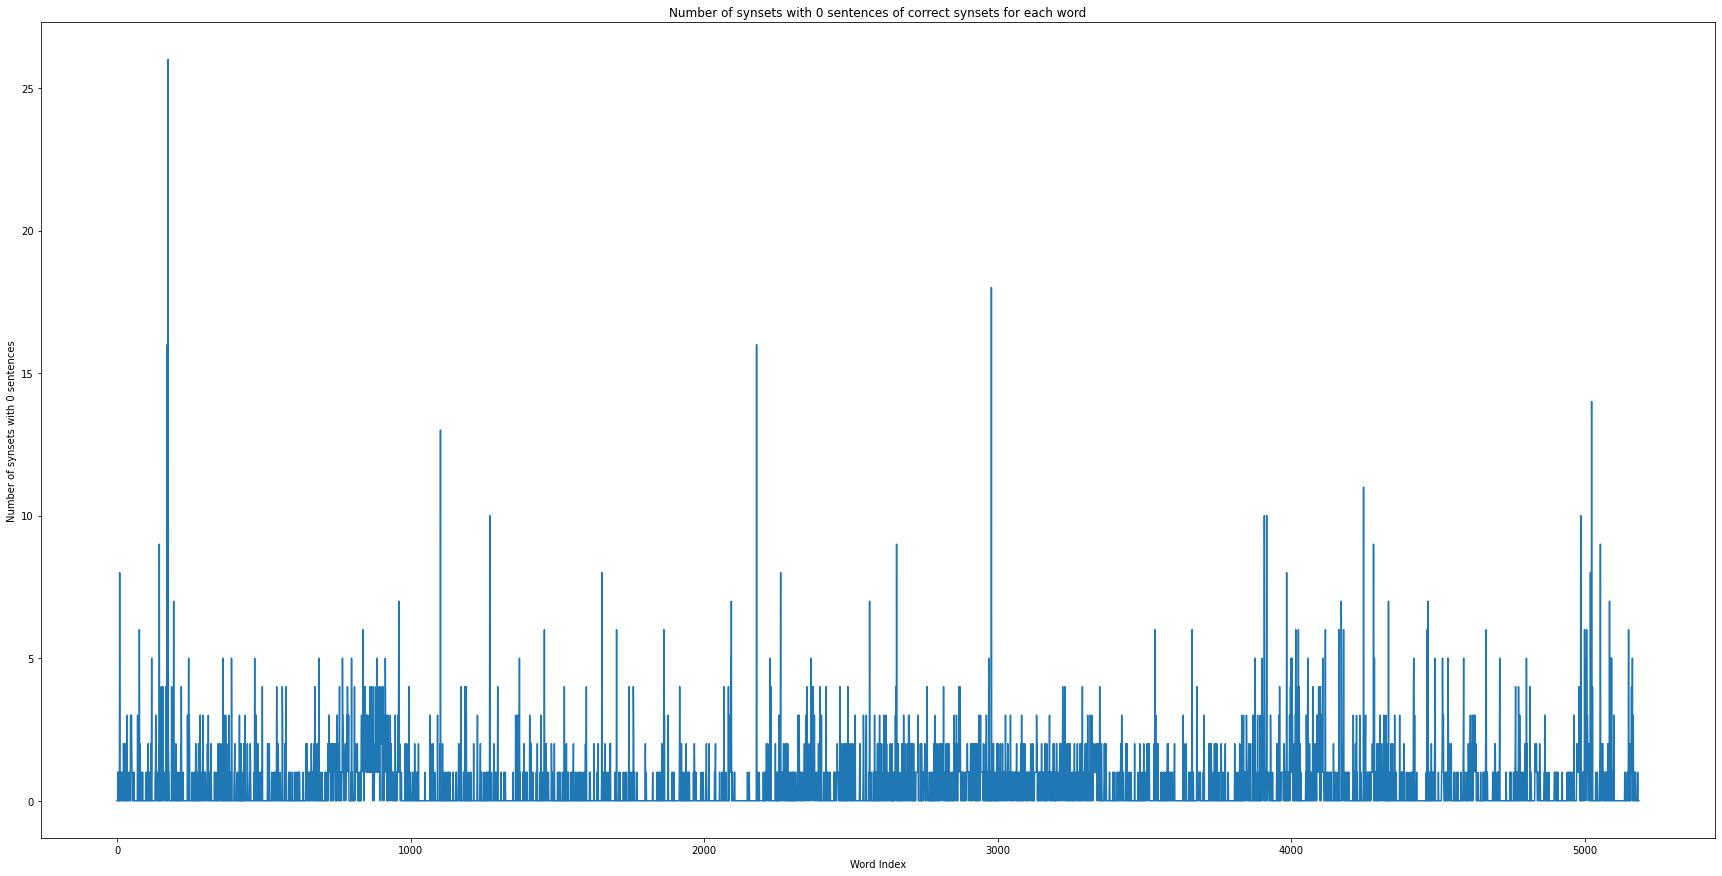 Number of synsets with 0 sentences of correct synsets for each word
Number of synsets with 0 sentences
25
20
15
10
5
0
0 1000 2000 3000 4000 5000
Word Index